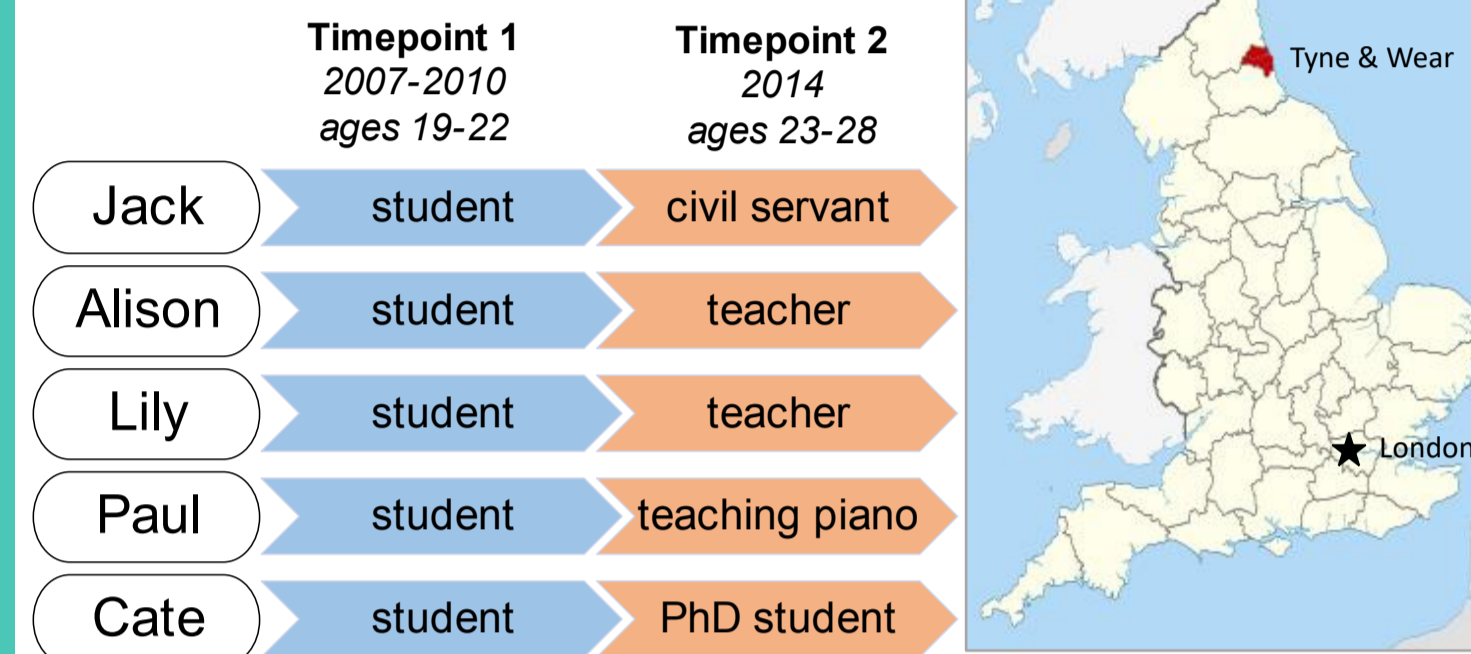 Timepoint 1
2007-2010
ages 19-22
Timepoint 2
2014
ages 23-28
Jack
student
civil servant
Alison
student
teacher
Lily
student
teacher
Paul
student
teaching piano
Cate
student
PhD student
Tyne & Wear
London